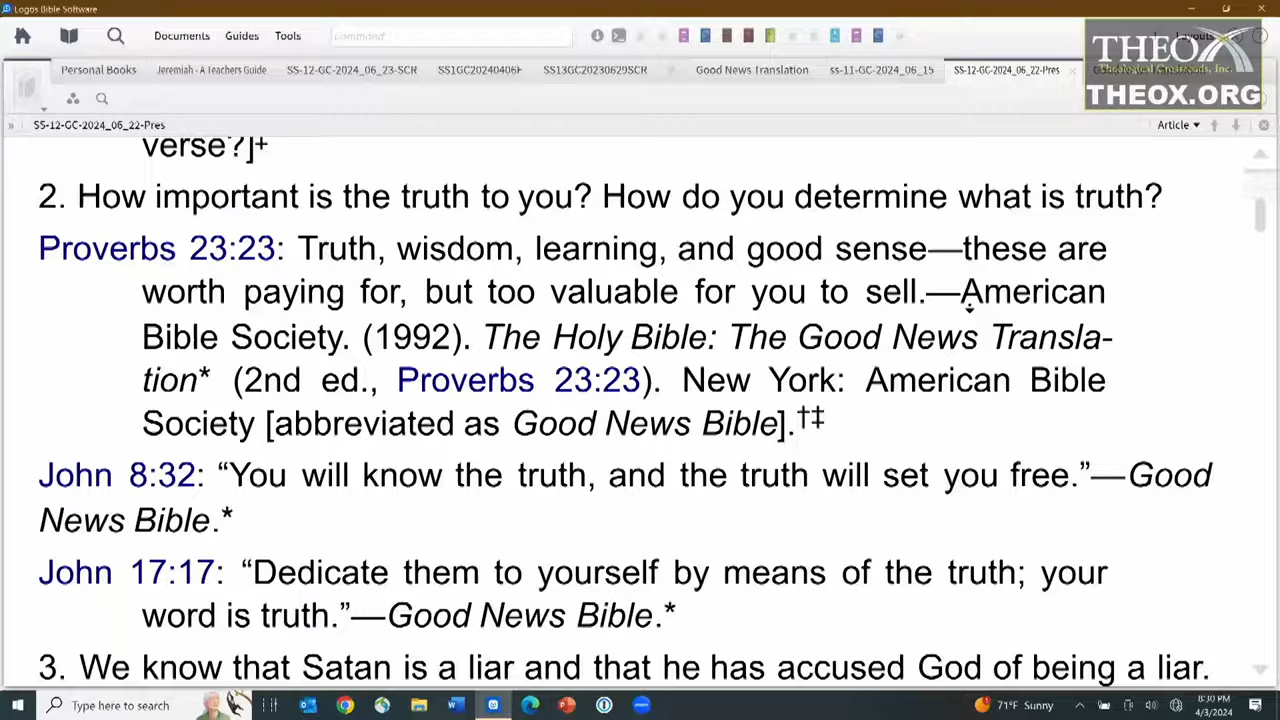 Logos Bible Software
Documents Guides Tools Command Layouts
THEOX
Theological Crossroads, Inc.
THEOX.ORG
Personal Books Jeremiah - A Teachers Guide SS-12-GC-2024_06_23SCR SS13GC20230629SCR Good News Translation ss-11-GC-2024_06_15 SS-12-GC-2024_06_22-Pres
SS-12-GC-2024_06_22-Pres Article
verse?]+
2. How important is the truth to you? How do you determine what is truth?
Proverbs 23:23: Truth, wisdom, learning, and good sense—these are
worth paying for, but too valuable for you to sell.—American
Bible Society. (1992). The Holy Bible: The Good News Transla-
tion* (2nd ed., Proverbs 23:23). New York: American Bible
Society [abbreviated as Good News Bible].†‡
John 8:32: “You will know the truth, and the truth will set you free.”—Good
News Bible.*
John 17:17: “Dedicate them to yourself by means of the truth; your
word is truth.”—Good News Bible.*
3. We know that Satan is a liar and that he has accused God of being a liar.
Type here to search 71°F Sunny 8:30 PM
4/3/2024